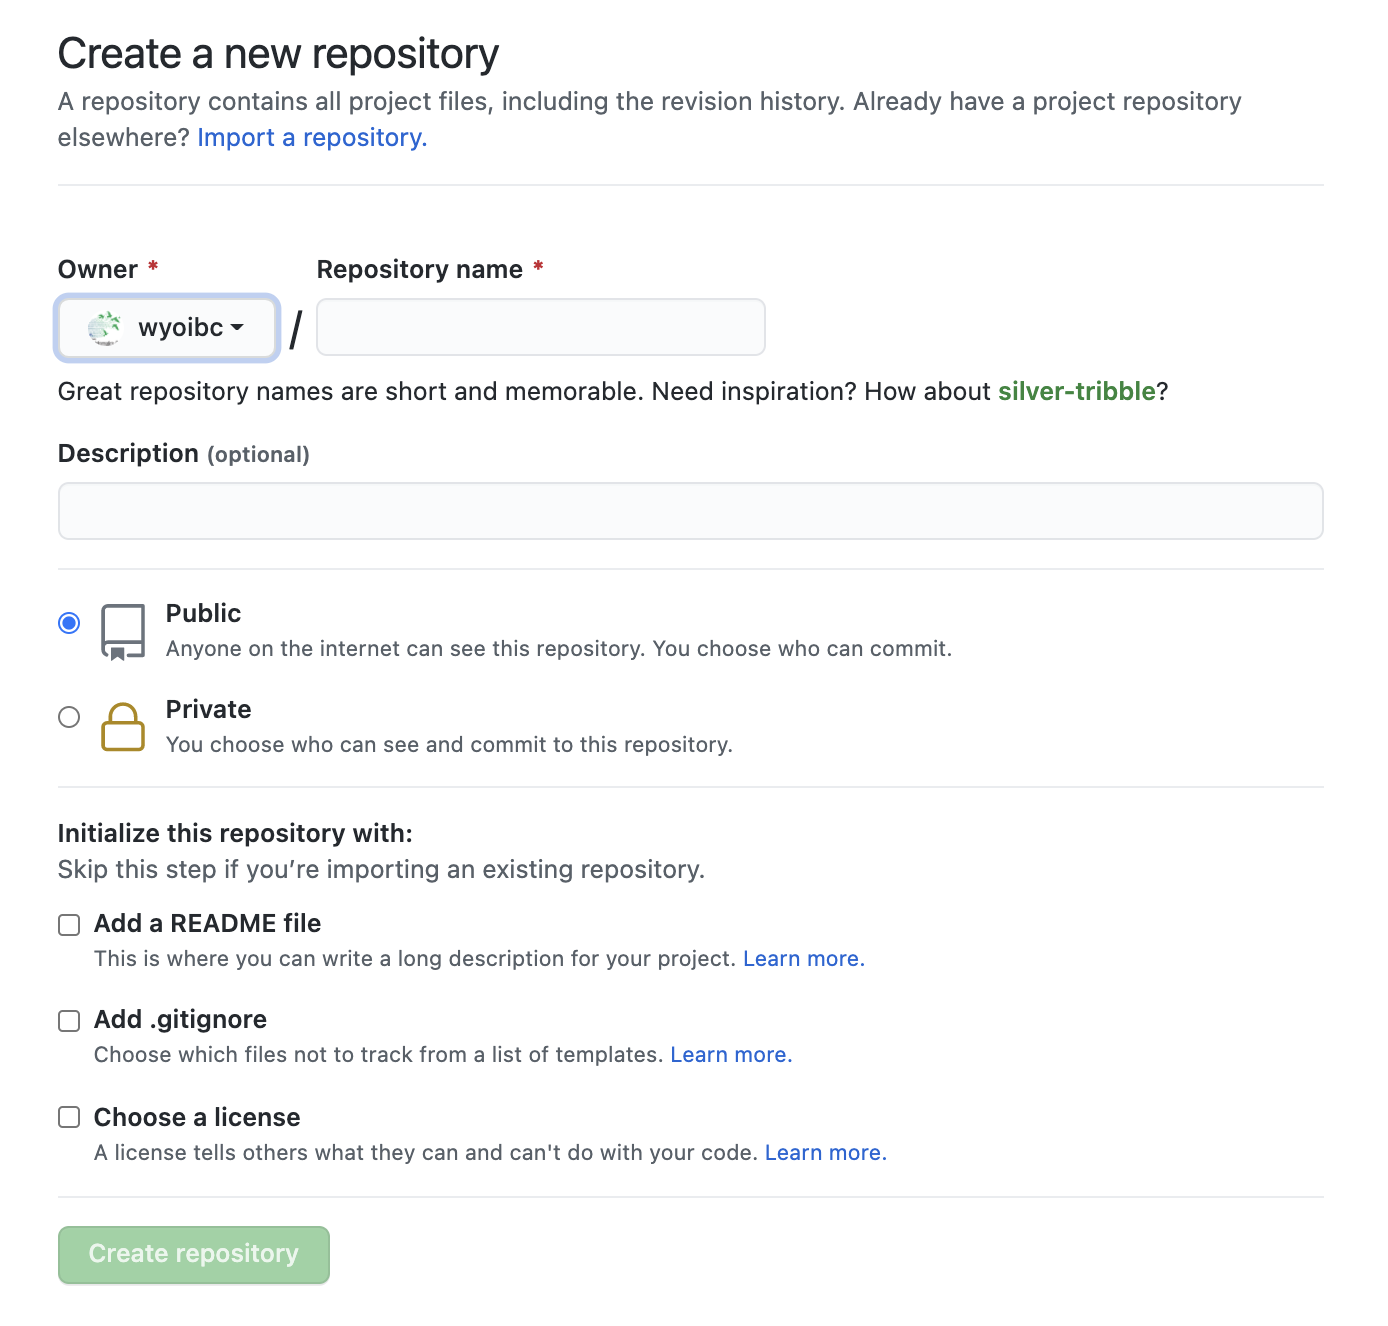 Create a new repository
A repository contains all project files, including the revision history. Already have a project repository
elsewhere? Import a repository.
Owner * Repository name *
wyoibc /
Great repository names are short and memorable. Need inspiration? How about silver-tribble?
Description (optional)
Public
Anyone on the internet can see this repository. You choose who can commit.
Private
You choose who can see and commit to this repository.
Initialize this repository with:
Skip this step if you’re importing an existing repository.
Add a README file
This is where you can write a long description for your project. Learn more.
Add .gitignore
Choose which files not to track from a list of templates. Learn more.
Choose a license
A license tells others what they can and can't do with your code. Learn more.
Create repository